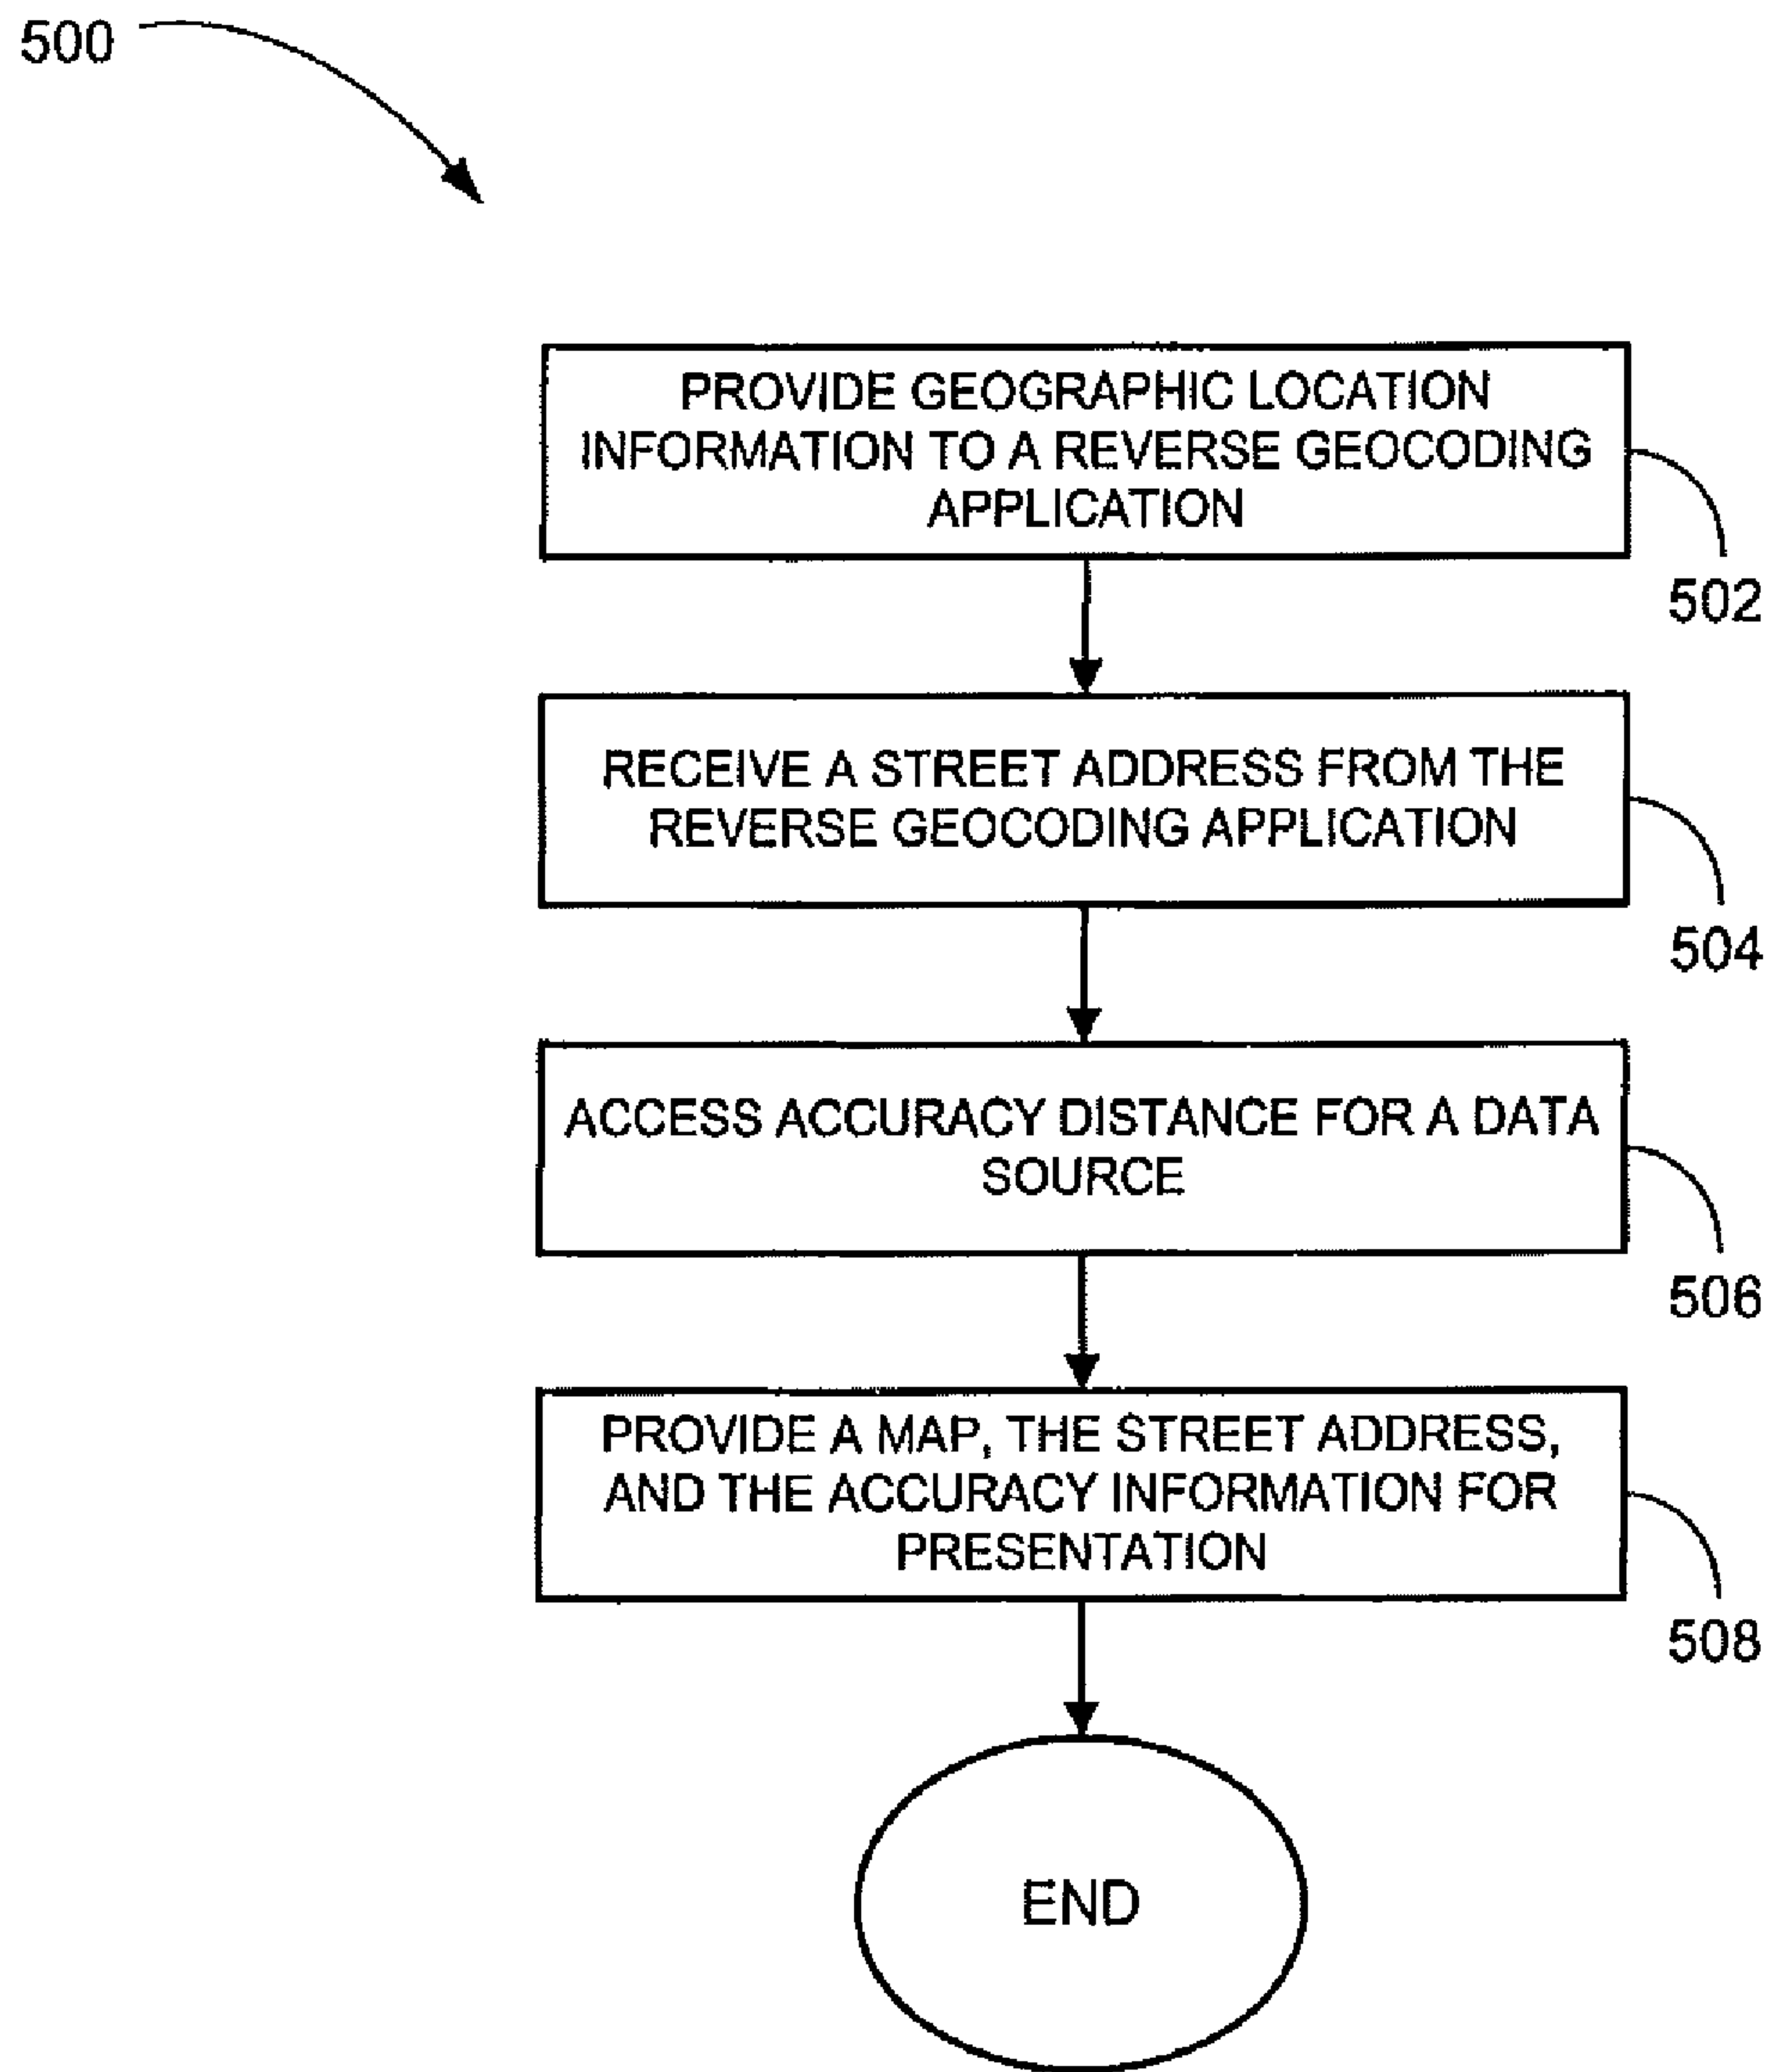 500
PROVIDE GEOGRAPHIC LOCATION
INFORMATION TO A REVERSE GEOCODING
APPLICATION
502
RECEIVE A STREET ADDRESS FROM THE
REVERSE GEOCODING APPLICATION
504
ACCESS ACCURACY DISTANCE FOR A DATA
SOURCE
506
PROVIDE A MAP, THE STREET ADDRESS,
AND THE ACCURACY INFORMATION FOR
PRESENTATION
508
END